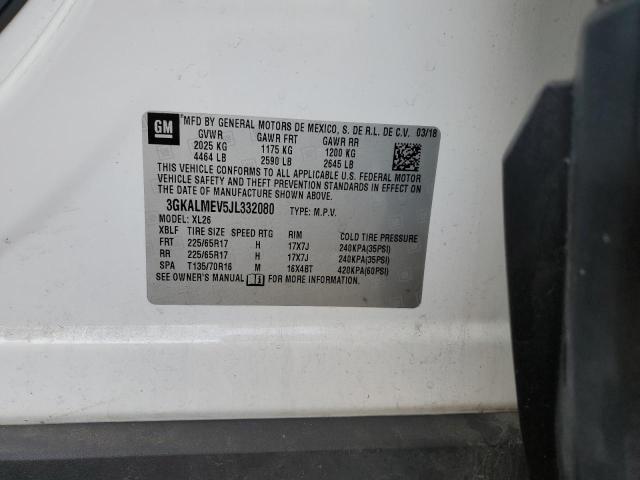 GM
MFD BY GENERAL MOTORS DE MEXICO, S. DE R.L. DE C.V. 03/18
GVWR GAWR FRT GAWR RR
2025 KG 1175 KG 1200 KG
4464 LB 2590 LB 2645 LB
THIS VEHICLE CONFORMS TO ALL APPLICABLE U.S. FEDERAL MOTOR
VEHICLE SAFETY AND THEFT PREVENTION STANDARDS IN EFFECT ON
THE DATE OF MANUFACTURE SHOWN ABOVE.
3GKALMEV5JL332080 TYPE: M.P.V.
MODEL: XL26
XBLF TIRE SIZE SPEED RTG RIM COLD TIRE PRESSURE
FRT 225/65R17 H 17X7J 240KPA(35PSI)
RR 225/65R17 H 17X7J 240KPA(35PSI)
SPA T135/70R16 M 16X4BT 420KPA(60PSI)
SEE OWNER'S MANUAL FOR MORE INFORMATION.